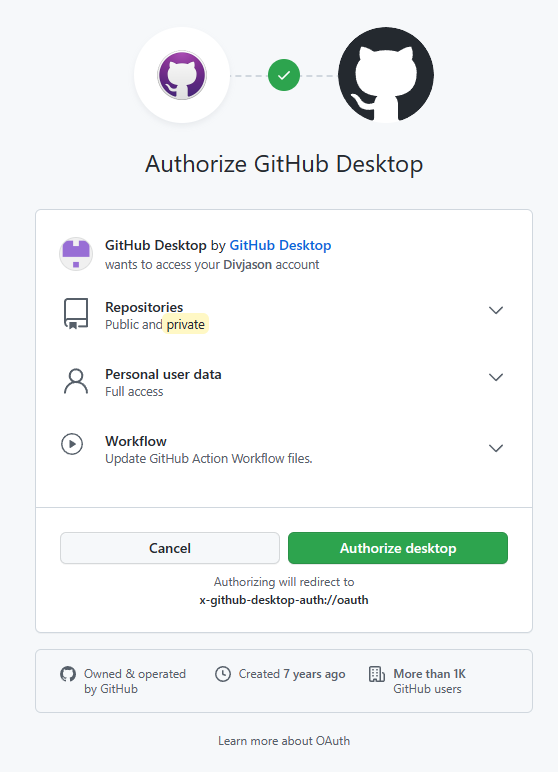 Authorize GitHub Desktop
GitHub Desktop by GitHub Desktop
wants to access your Divjason account
Repositories
Public and private
Personal user data
Full access
Workflow
Update GitHub Action Workflow files.
Cancel
Authorize desktop
Authorizing will redirect to
x-github-desktop-auth://oauth
Owned & operated
by GitHub
Created 7 years ago
More than 1K
GitHub users
Learn more about OAuth